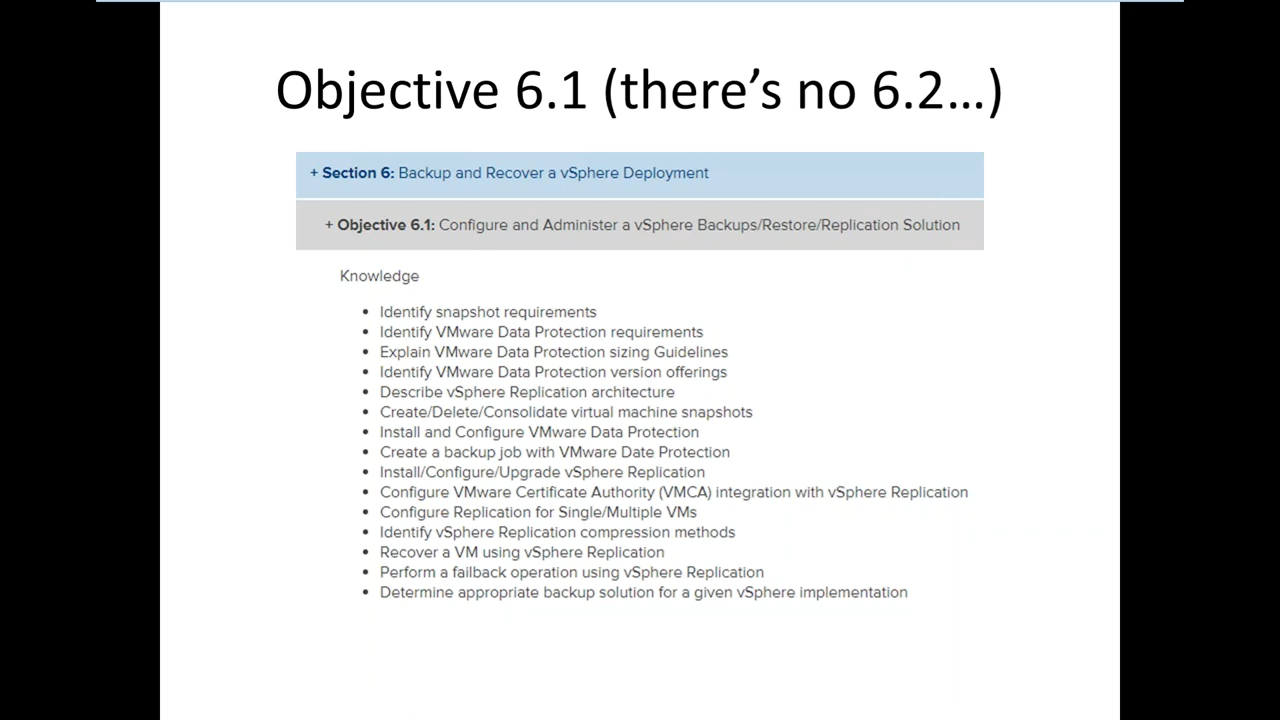 Objective 6.1 (there's no 6.2...)
+ Section 6: Backup and Recover a vSphere Deployment
+ Objective 6.1: Configure and Administer a vSphere Backups/Restore/Replication Solution
Knowledge
• Identify snapshot requirements
• Identify VMware Data Protection requirements
• Explain VMware Data Protection sizing Guidelines
• Identify VMware Data Protection version offerings
• Describe vSphere Replication architecture
• Create/Delete/Consolidate virtual machine snapshots
• Install and Configure VMware Data Protection
• Create a backup job with VMware Date Protection
• Install/Configure/Upgrade vSphere Replication
• Configure VMware Certificate Authority (VMCA) integration with vSphere Replication
• Configure Replication for Single/Multiple VMs
• Identify vSphere Replication compression methods
• Recover a VM using vSphere Replication
• Perform a failback operation using vSphere Replication
• Determine appropriate backup solution for a given vSphere implementation